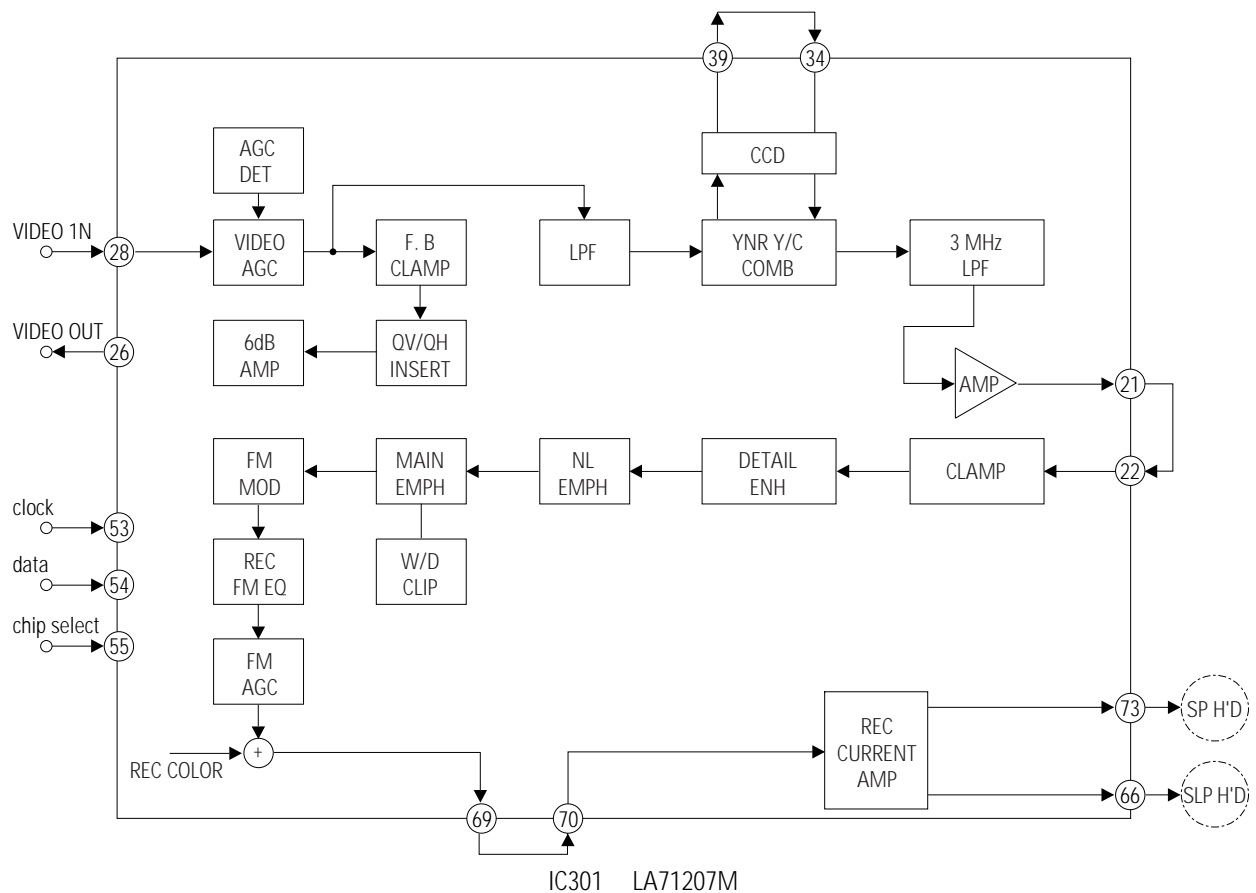 39
34
AGC
DET
CCD
VIDEO 1N
28
VIDEO
AGC
F. B
CLAMP
LPF
YNR Y/C
COMB
3 MHz
LPF
VIDEO OUT
26
6dB
AMP
QV/QH
INSERT
AMP
21
FM
MOD
MAIN
EMPH
NL
EMPH
DETAIL
ENH
CLAMP
22
clock
53
REC
FM EQ
W/D
CLIP
data
54
chip select
55
FM
AGC
REC
CURRENT
AMP
73
SP H'D
+
REC COLOR
66
SLP H'D
69
70
IC301 LA71207M